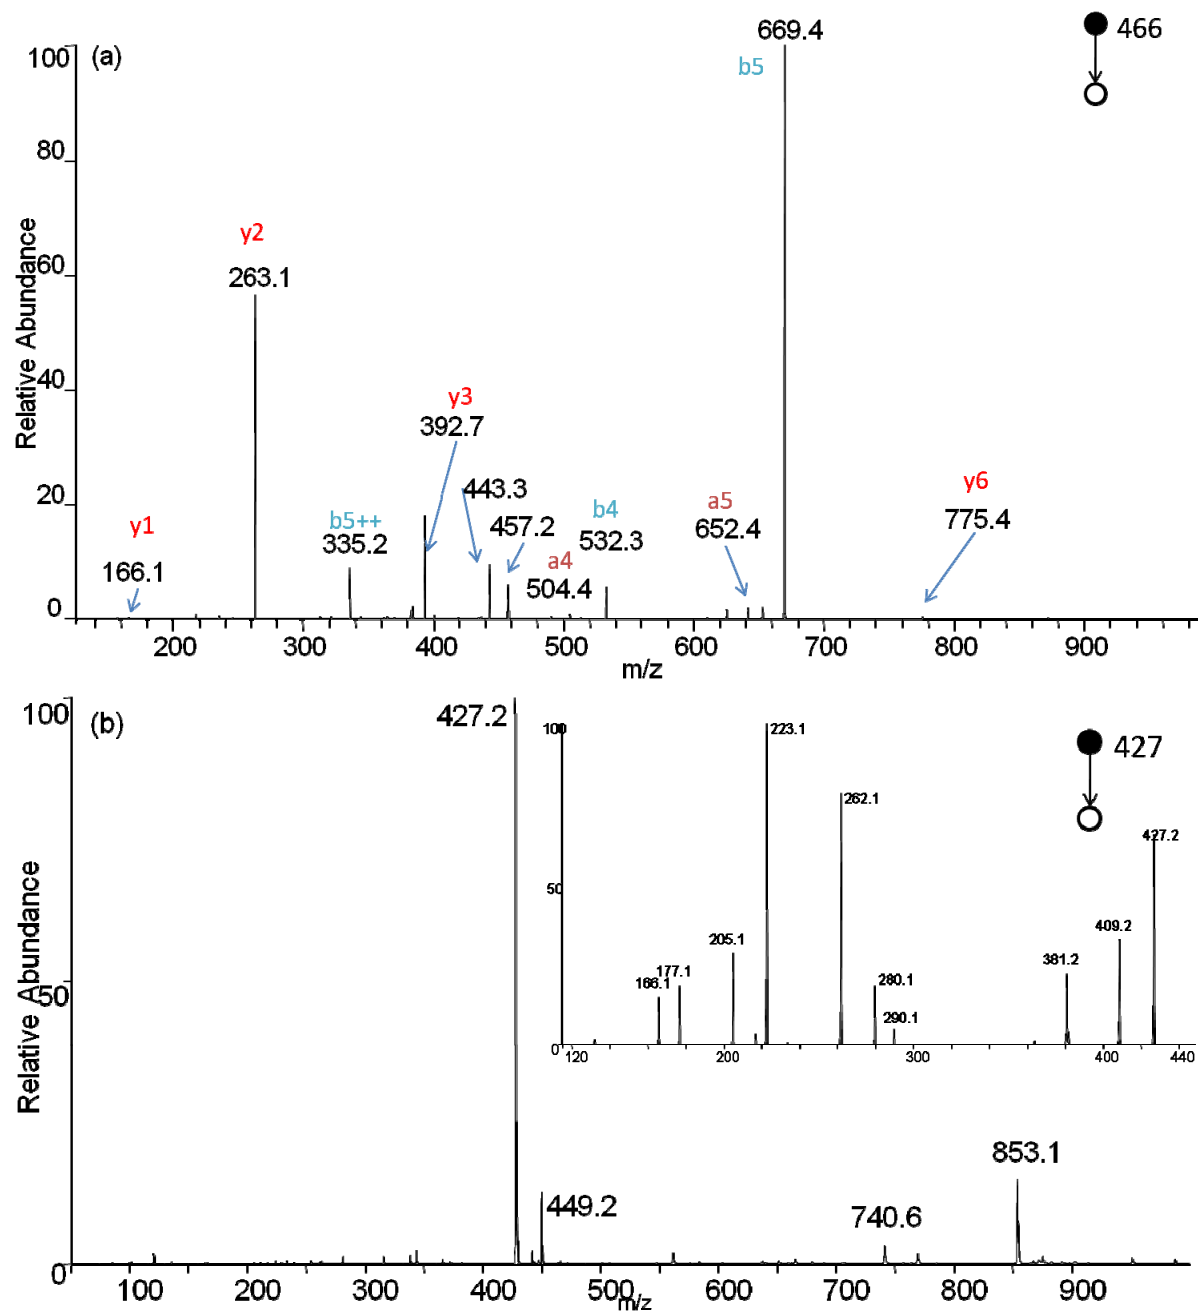 (a)
669.4
466
b5
100
80
y2
60
263.1
y3
40
392.7
443.3
y6
20
y1
b5++
457.2
b4
a5
775.4
335.2
532.3
652.4
166.1
a4
504.4
0
200 300 400 500 600 700 800 900
m/z
Relative Abundance
(b)
100
427.2
427
100
223.1
262.1
427.2
50
205.1
409.2
177.1
381.2
166.1
280.1
290.1
0
120 200 300 400 440
50
853.1
449.2
740.6
0
100 200 300 400 500 600 700 800 900
m/z
Relative Abundance